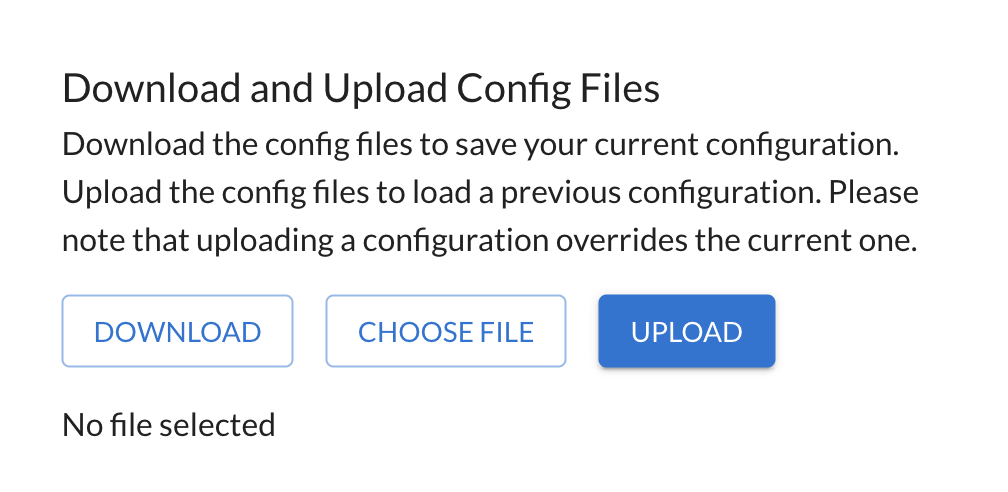 Download and Upload Config Files
Download the config files to save your current configuration.
Upload the config files to load a previous configuration. Please
note that uploading a configuration overrides the current one.
DOWNLOAD
CHOOSE FILE
UPLOAD
No file selected